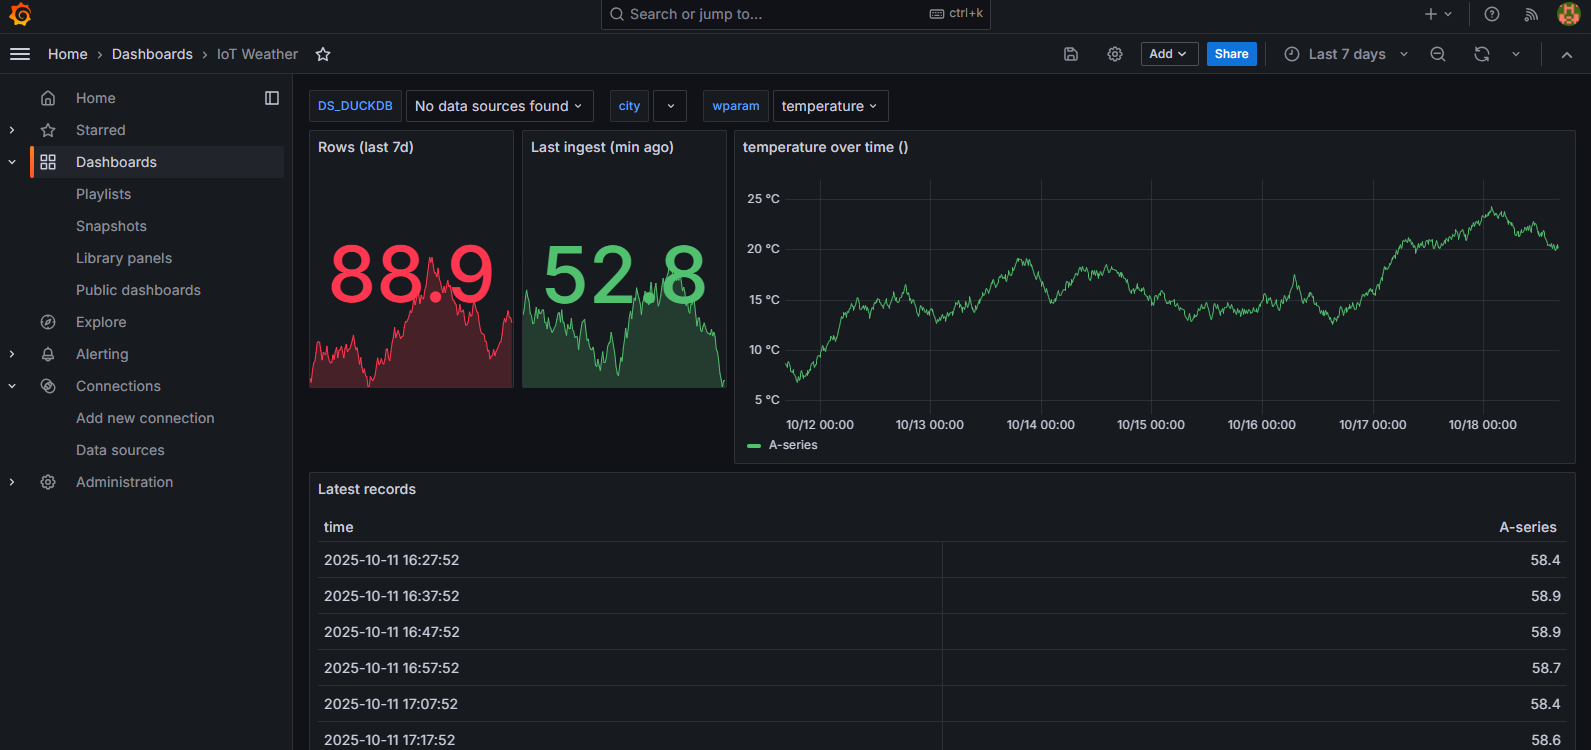 Search or jump to... ctrl+k
Home › Dashboards › IoT Weather Add Share Last 7 days
Home
Starred
Dashboards
Playlists
Snapshots
Library panels
Public dashboards
Explore
Alerting
Connections
Add new connection
Data sources
Administration
DS_DUCKDB No data sources found city wparam temperature
Rows (last 7d)
88.9
Last ingest (min ago)
52.8
temperature over time ()
25 °C
20 °C
15 °C
10 °C
5 °C
10/12 00:00 10/13 00:00 10/14 00:00 10/15 00:00 10/16 00:00 10/17 00:00 10/18 00:00
A-series
Latest records
time A-series
2025-10-11 16:27:52 58.4
2025-10-11 16:37:52 58.9
2025-10-11 16:47:52 58.9
2025-10-11 16:57:52 58.7
2025-10-11 17:07:52 58.4
2025-10-11 17:17:52 58.6